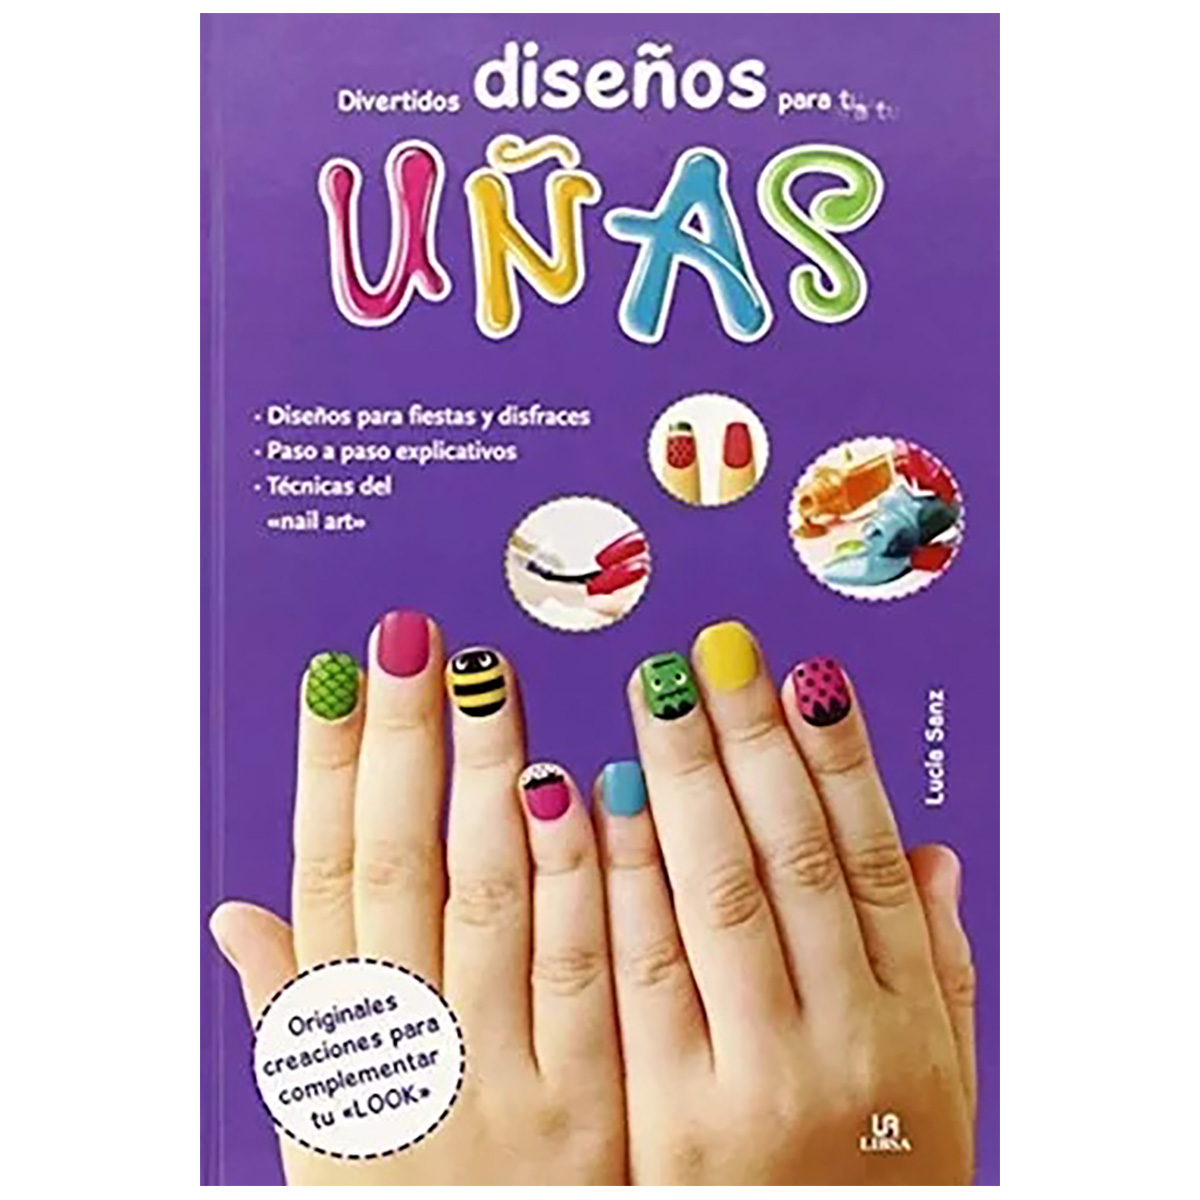 Divertidos diseños para
UÑAS
· Diseños para fiestas y disfraces
· Paso a paso explicativos
· Técnicas del
«nail art»
Lucía Sanz
Originales
creaciones para
complementar
tu «LOOK»
LIBSA